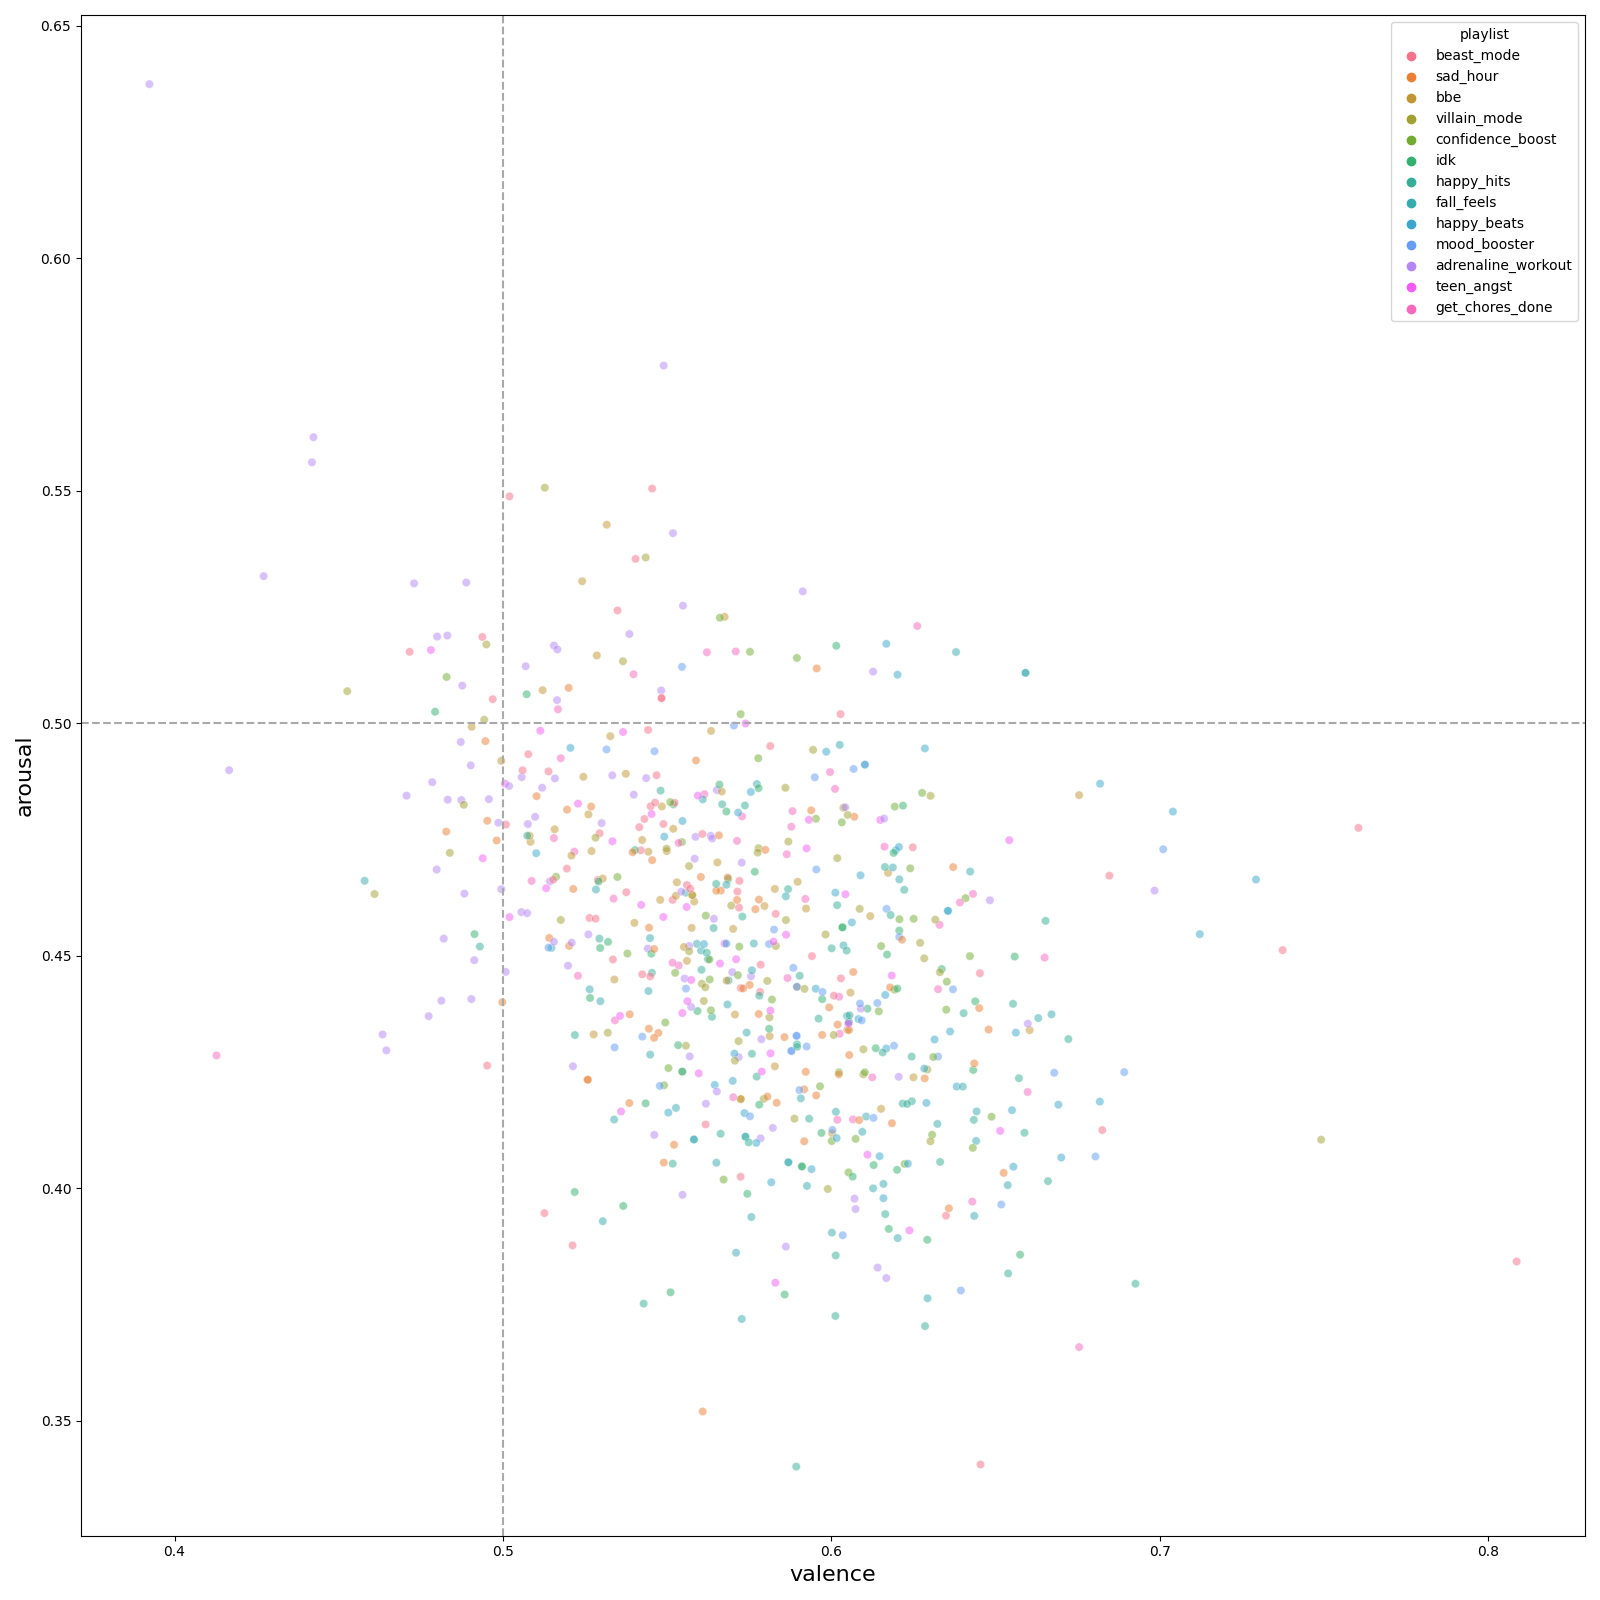 playlist
beast_mode
sad_hour
bbe
villain_mode
confidence_boost
idk
happy_hits
fall_feels
happy_beats
mood_booster
adrenaline_workout
teen_angst
get_chores_done
arousal
0.65
0.60
0.55
0.50
0.45
0.40
0.35
0.4 0.5 0.6 0.7 0.8
valence